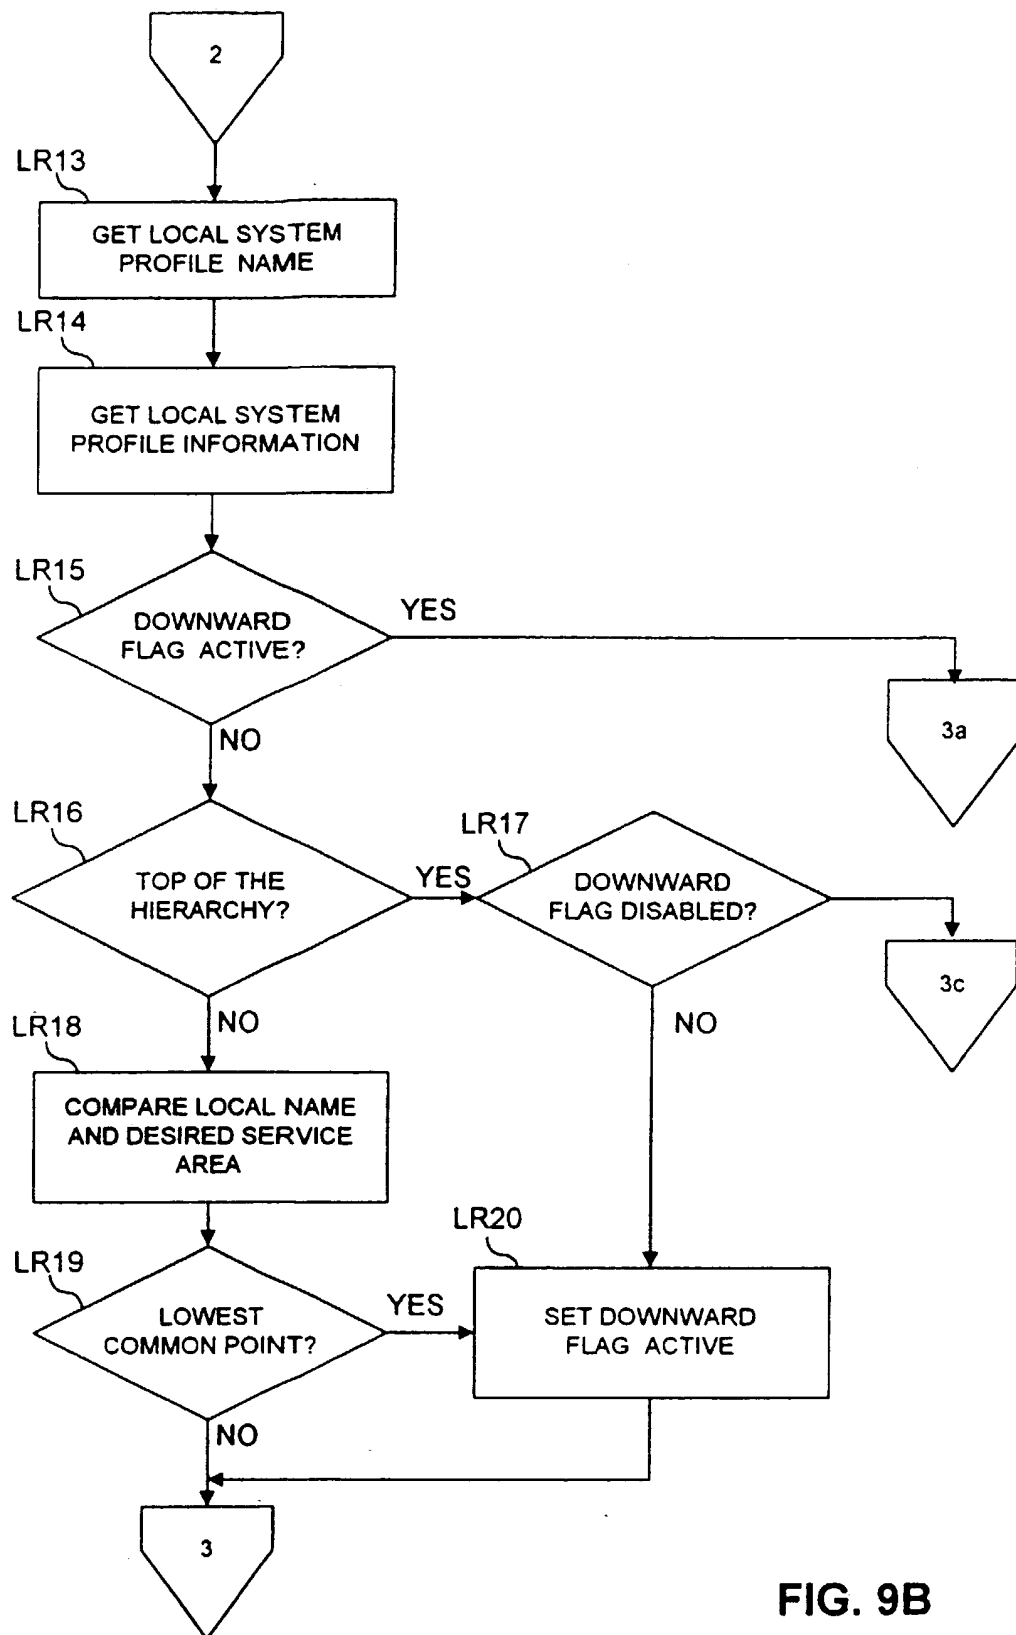 2
LR13
GET LOCAL SYSTEM
PROFILE NAME
LR14
GET LOCAL SYSTEM
PROFILE INFORMATION
LR15
DOWNWARD
FLAG ACTIVE?
YES
3a
NO
LR16
TOP OF THE
HIERARCHY?
YES
LR17
DOWNWARD
FLAG DISABLED?
3c
NO
NO
LR18
COMPARE LOCAL NAME
AND DESIRED SERVICE
AREA
LR19
LOWEST
COMMON POINT?
YES
LR20
SET DOWNWARD
FLAG ACTIVE
NO
3
FIG. 9B